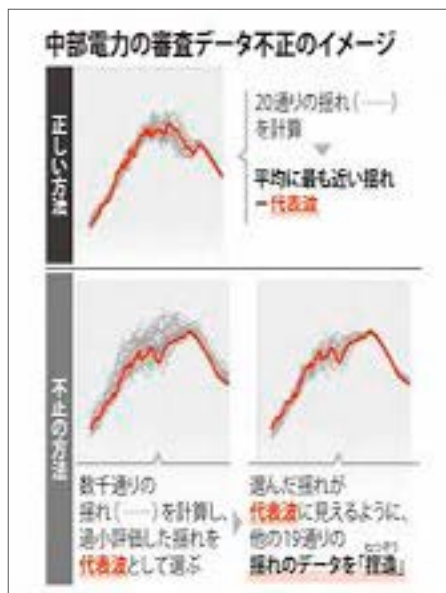 中部電力の審査データ不正のイメージ
正しい方法
20通りの揺れ(──)
を計算
平均に最も近い揺れ
＝代表波
不正の方法
数千通りの
揺れ(──)を計算し、
過小評価した揺れを
代表波として選ぶ
選んだ揺れが
代表波に見えるように、
他の19通りの
ねつぞう
揺れのデータを「捏造」